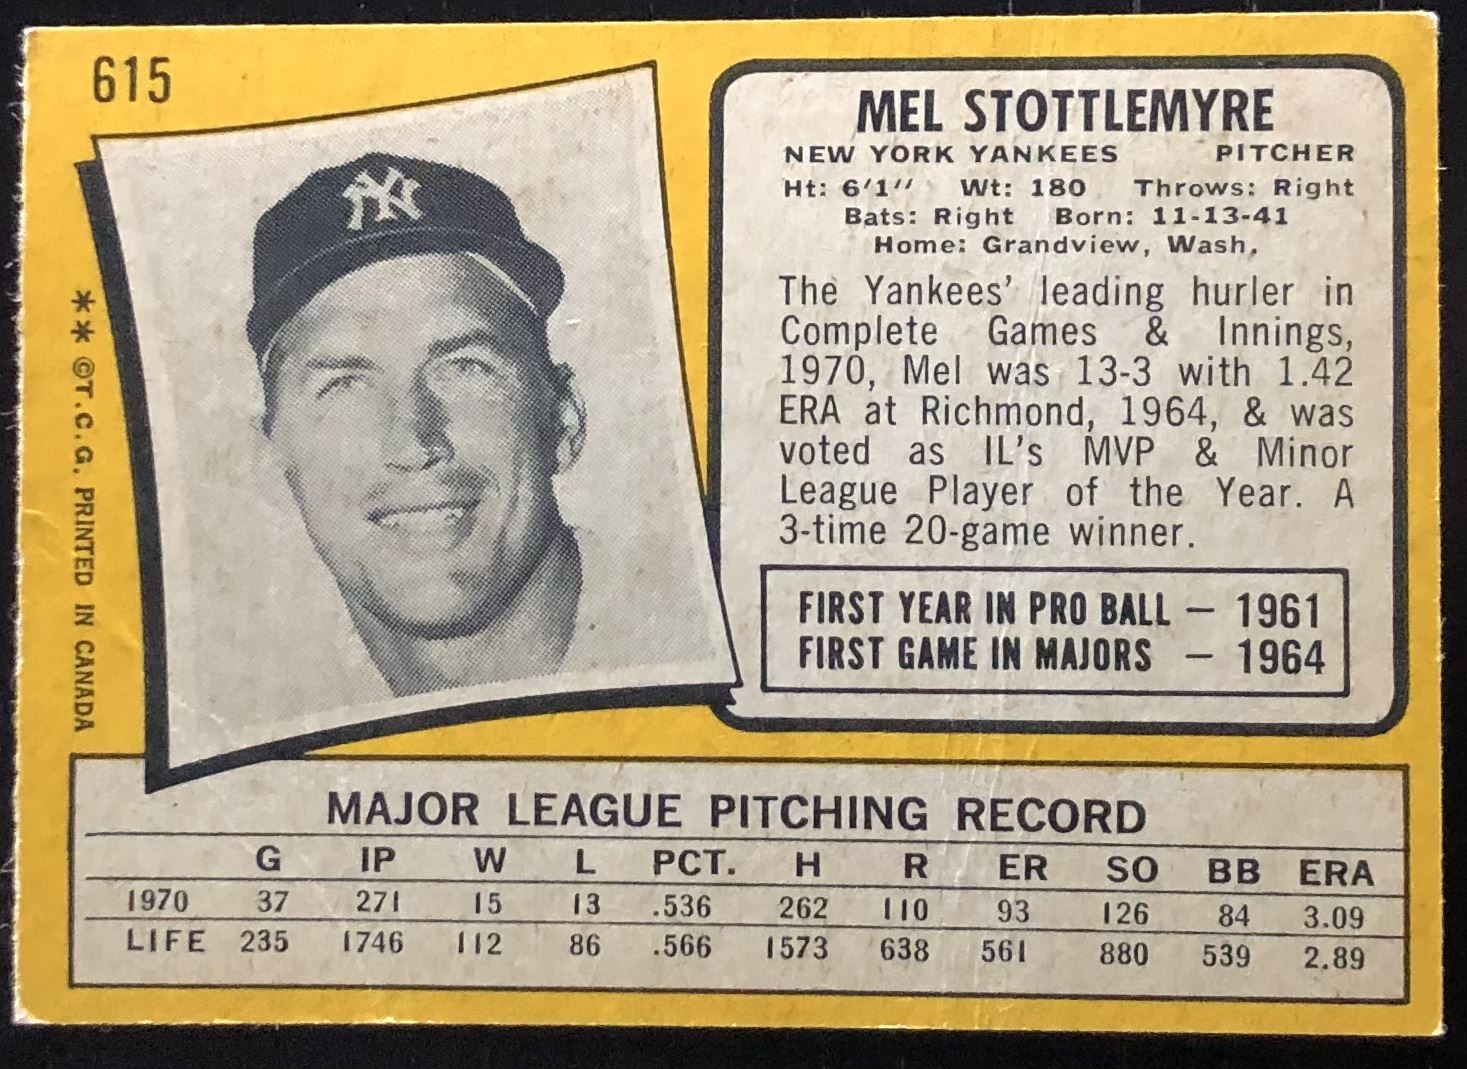 615
MEL STOTTLEMYRE
NEW YORK YANKEES PITCHER
Ht: 6'1" Wt: 180 Throws: Right
Bats: Right Born: 11-13-41
Home: Grandview, Wash.
The Yankees' leading hurler in
Complete Games & Innings,
1970, Mel was 13-3 with 1.42
ERA at Richmond, 1964, & was
voted as IL's MVP & Minor
League Player of the Year. A
3-time 20-game winner.
FIRST YEAR IN PRO BALL — 1961
FIRST GAME IN MAJORS — 1964
NY
** ©T.C.G. PRINTED IN CANADA
MAJOR LEAGUE PITCHING RECORD
G IP W L PCT. H R ER SO BB ERA
1970 37 271 15 13 .536 262 110 93 126 84 3.09
LIFE 235 1746 112 86 .566 1573 638 561 880 539 2.89